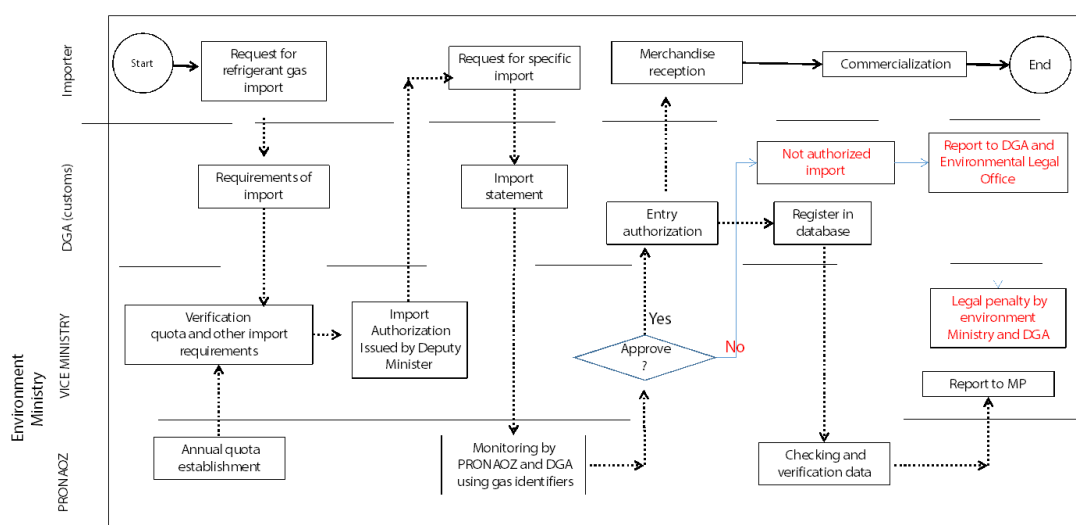 Importer
Start
Request for
refrigerant gas
import
Request for specific
import
Merchandise
reception
Commercialization
End
DGA (customs)
Requirements of
import
Import
statement
Entry
authorization
Register in
database
Not authorized
import
Report to DGA and
Environmental Legal
Office
Environment
Ministry
VICE MINISTRY
Verification
quota and other import
requirements
Import
Authorization
Issued by Deputy
Minister
Yes
Approve
?
No
Legal penalty by
environment
Ministry and DGA
Report to MP
PRONAOZ
Annual quota
establishment
Monitoring by
PRONAOZ and DGA
using gas identifiers
Checking and
verification data